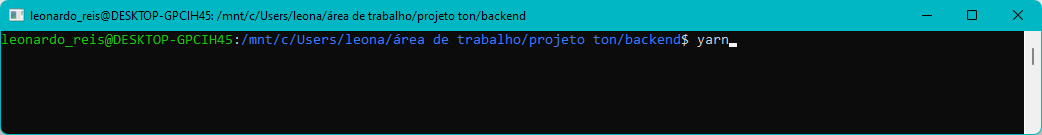 leonardo_reis@DESKTOP-GPCIH45: /mnt/c/Users/leona/área de trabalho/projeto ton/backend
leonardo_reis@DESKTOP-GPCIH45:/mnt/c/Users/leona/área de trabalho/projeto ton/backend$ yarn